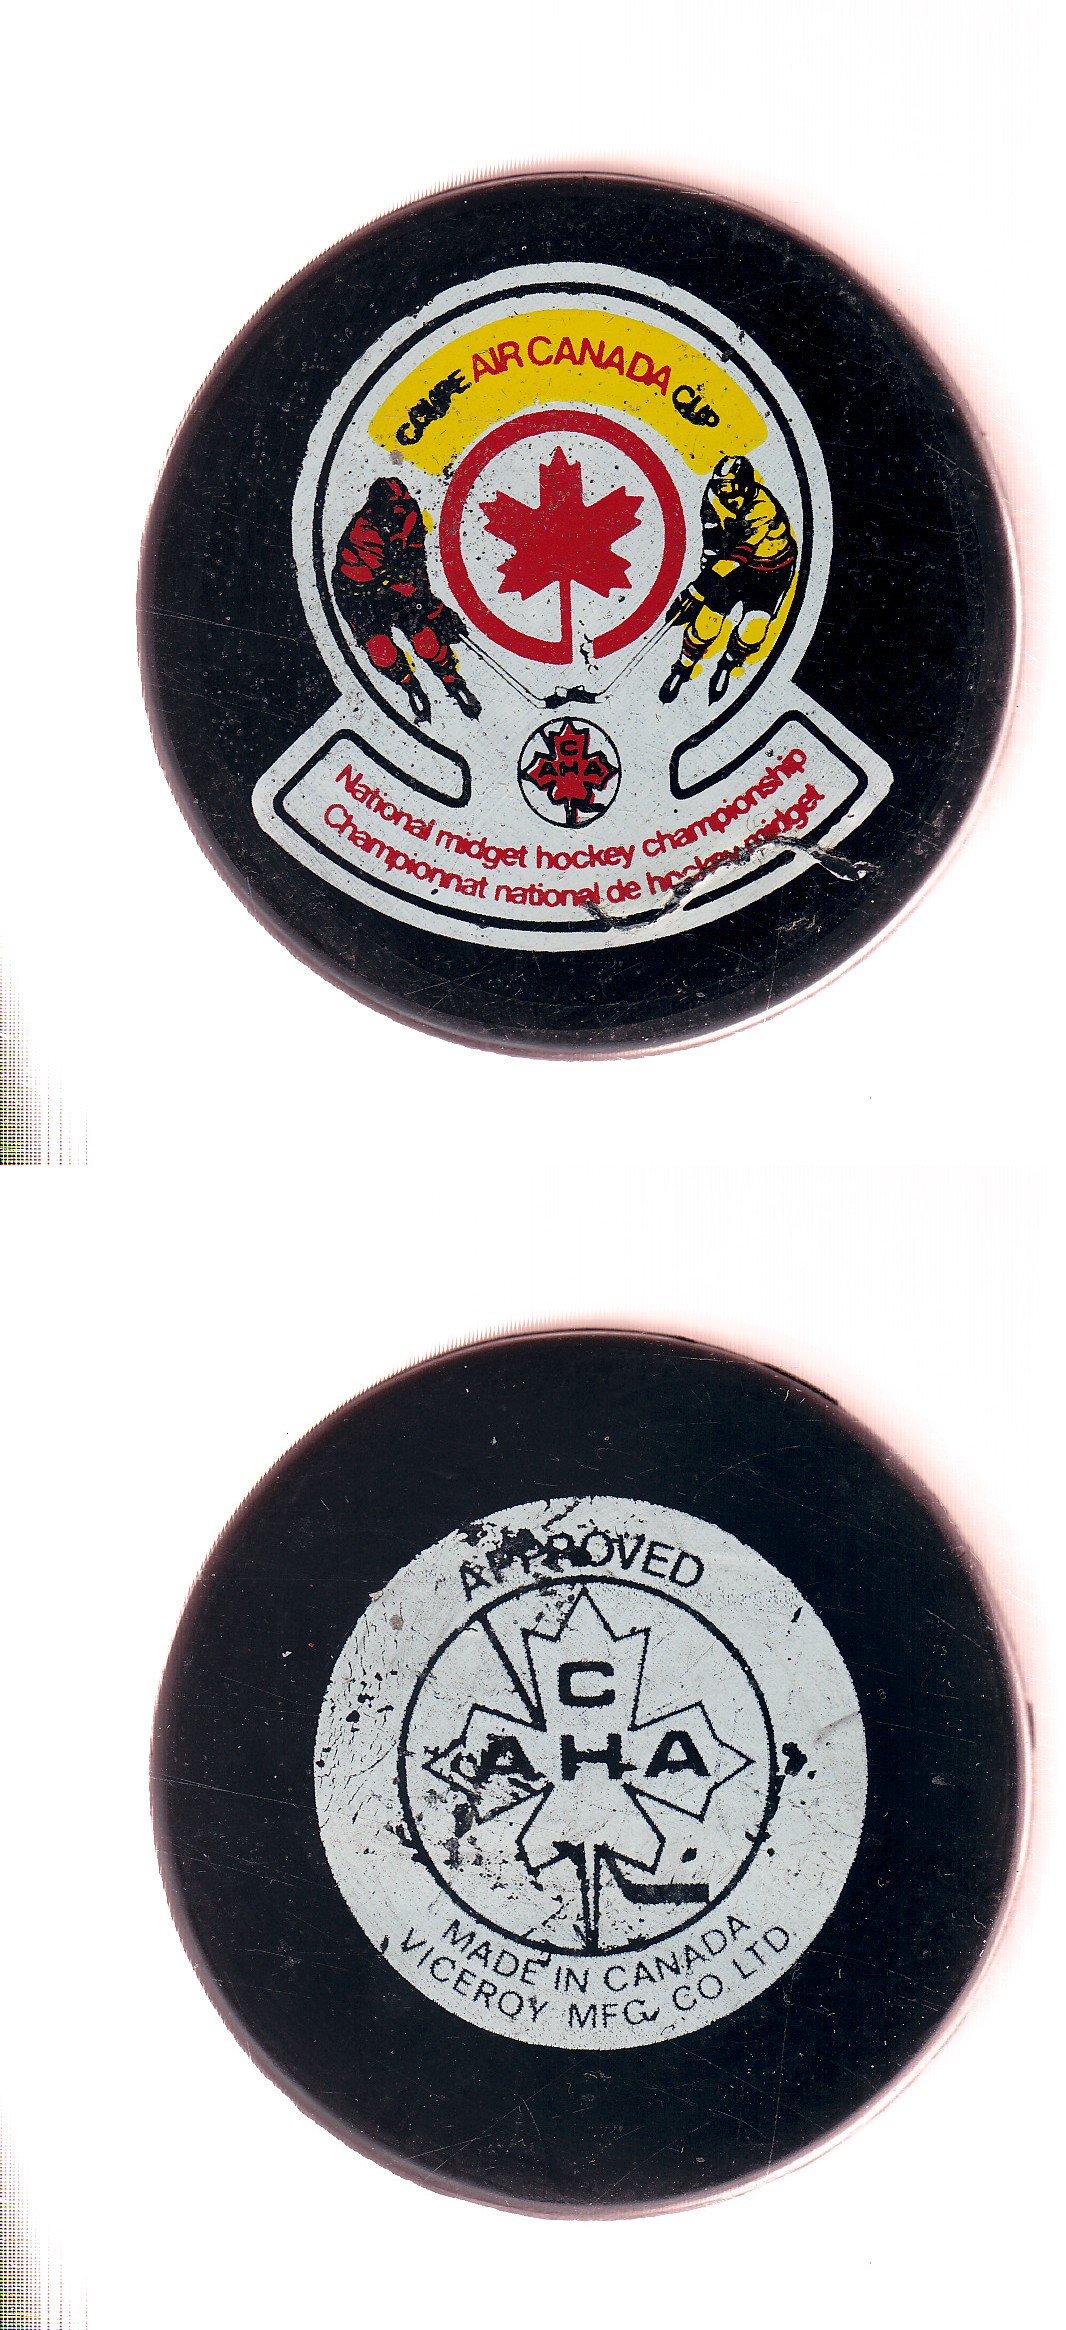 COUPE AIR CANADA CUP
C
AHA
National midget hockey championship
Championnat national de hockey midget
APPROVED
C
AHA
MADE IN CANADA
VICEROY MFG. CO. LTD.